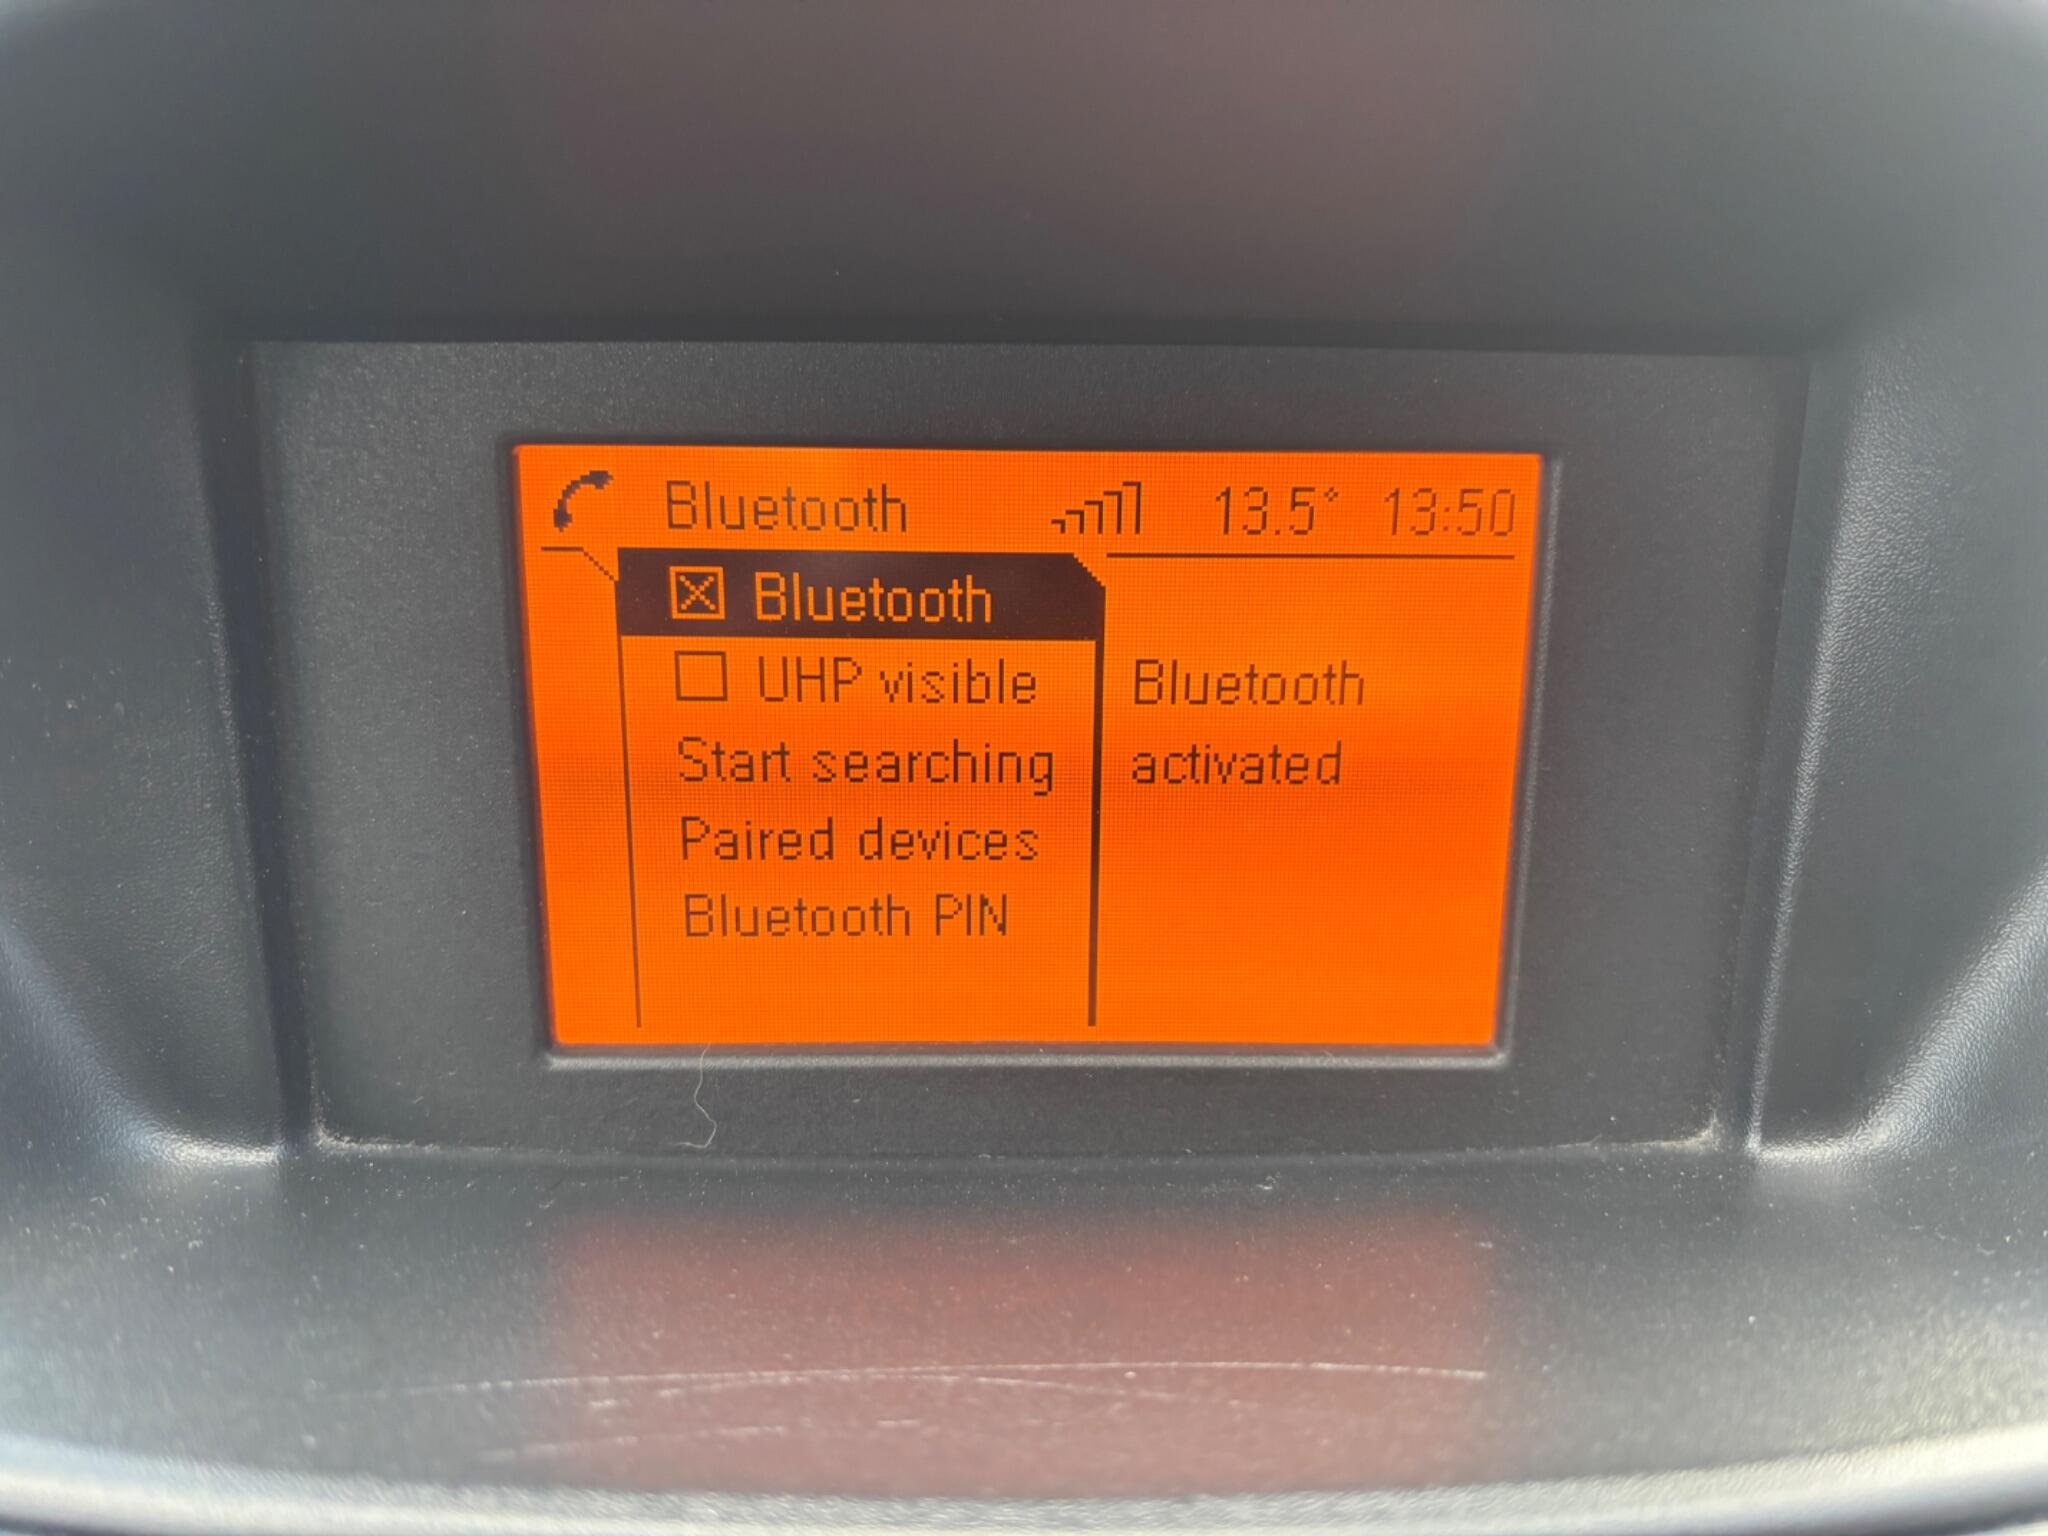 Bluetooth 13.5° 13:50
Bluetooth
UHP visible
Start searching
Paired devices
Bluetooth PIN
Bluetooth
activated